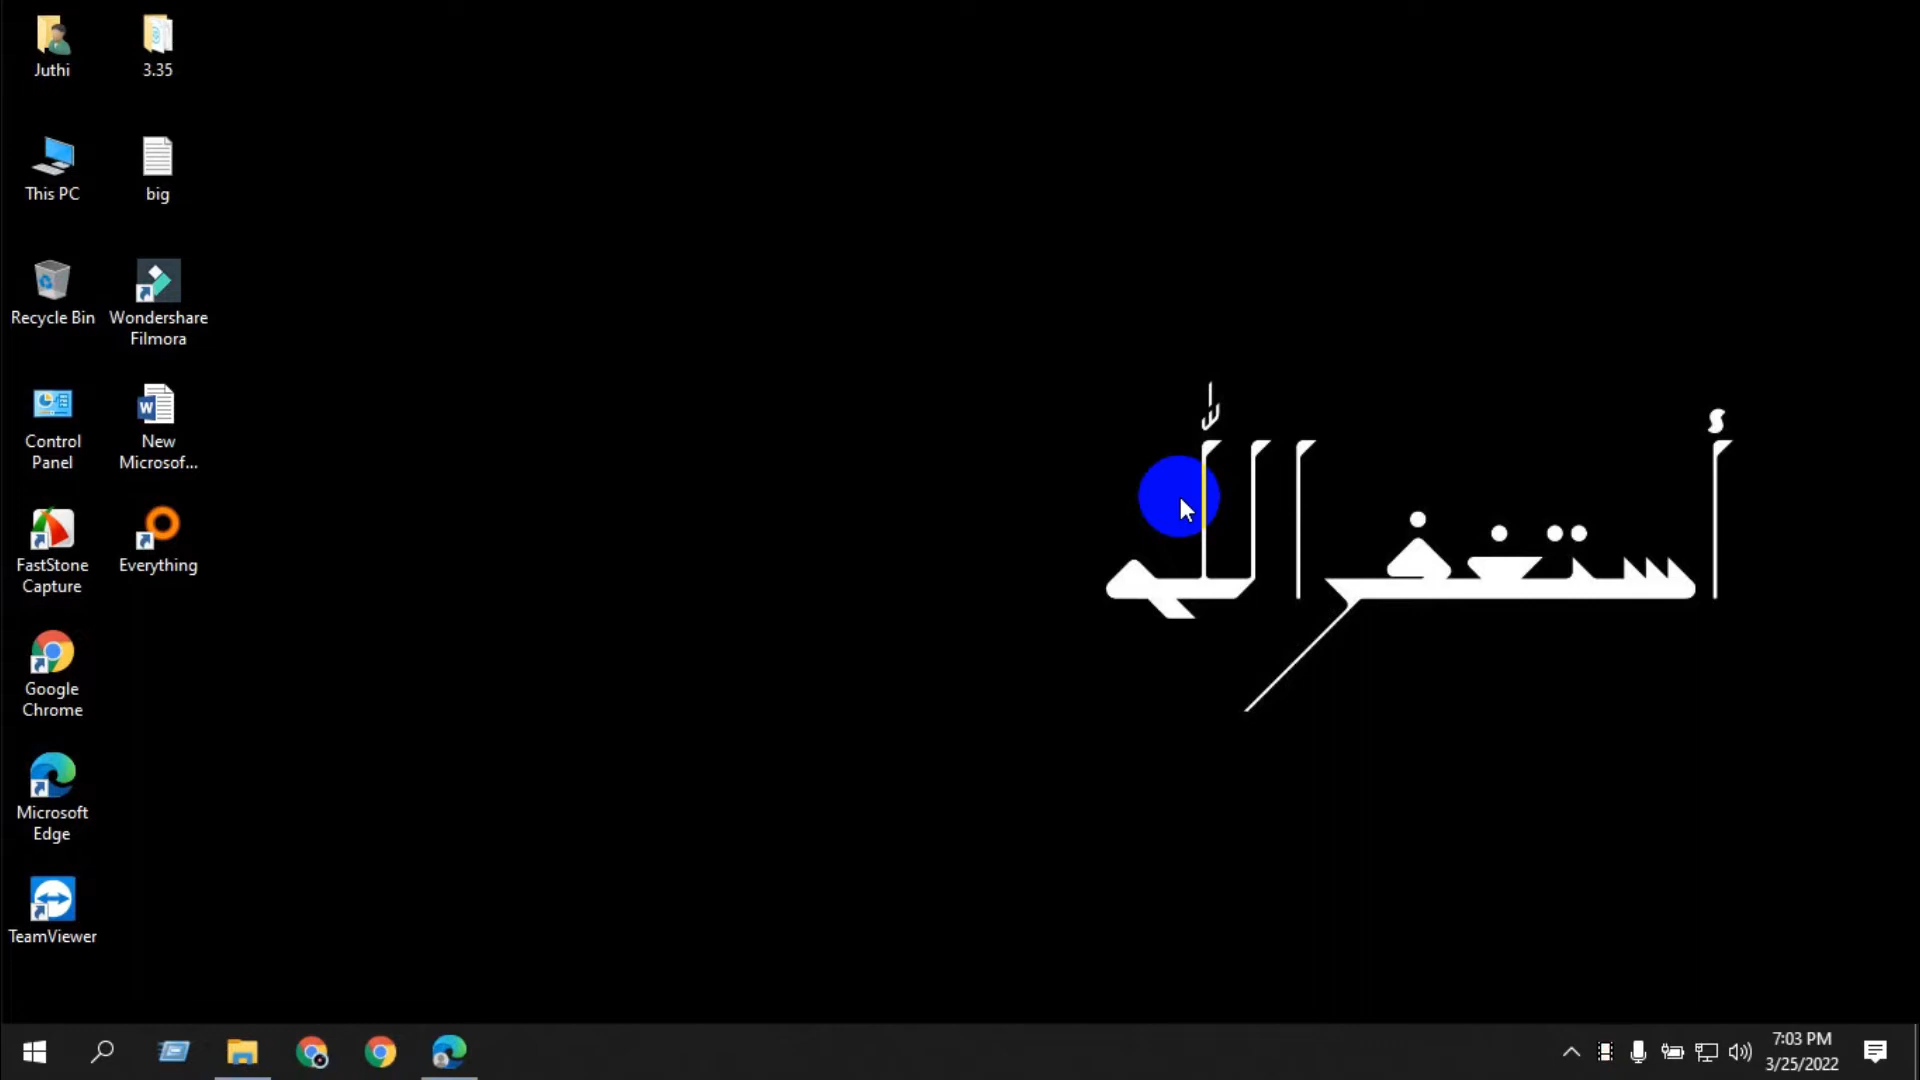 Juthi
3.35
This PC
big
Recycle Bin
Wondershare
Filmora
Control
Panel
New
Microsof...
FastStone
Capture
Everything
Google
Chrome
Microsoft
Edge
TeamViewer
أستغفر الله
7:03 PM
3/25/2022